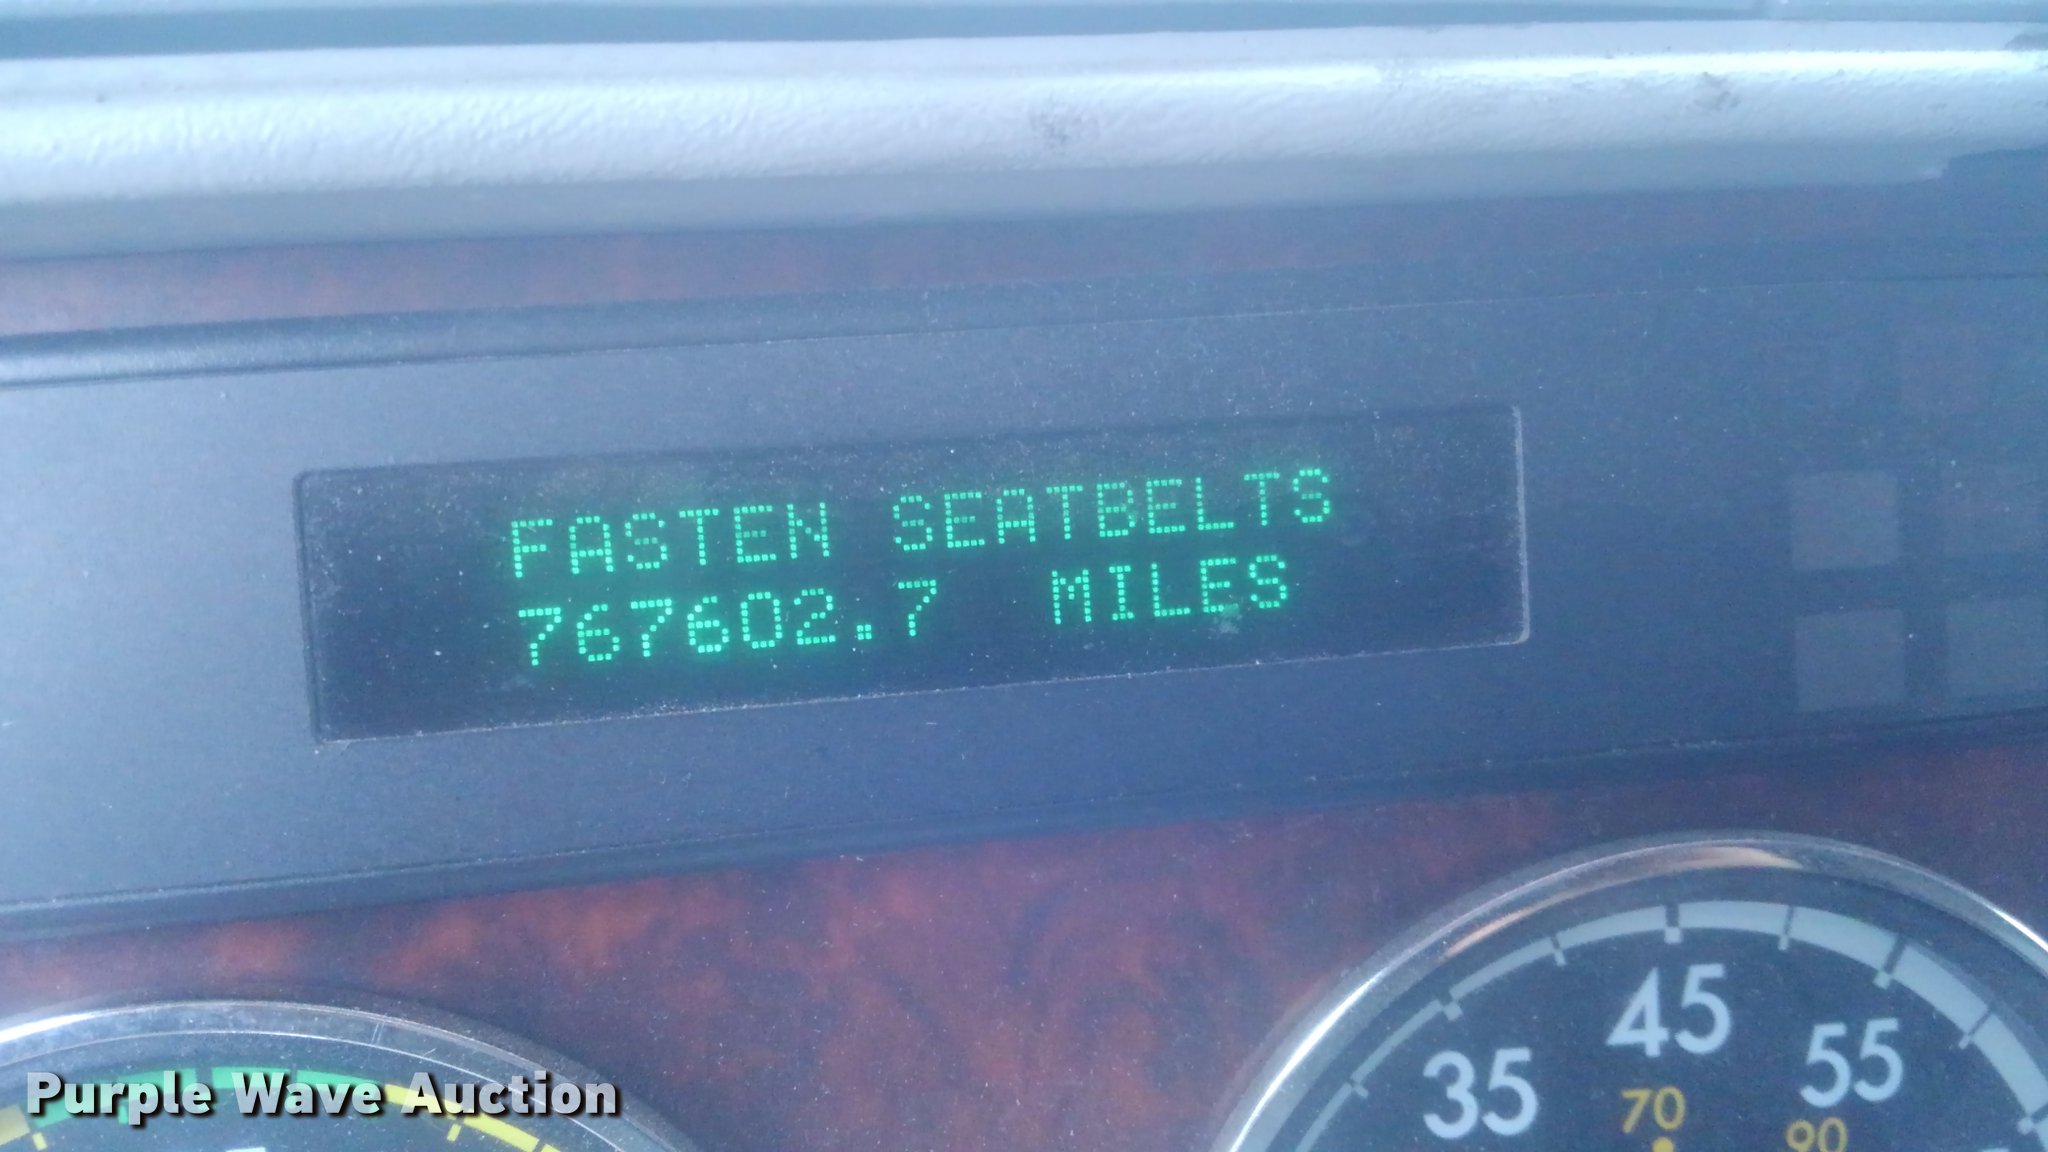 FASTEN SEATBELTS
767602.7 MILES
45
35
55
70
90
Purple Wave Auction